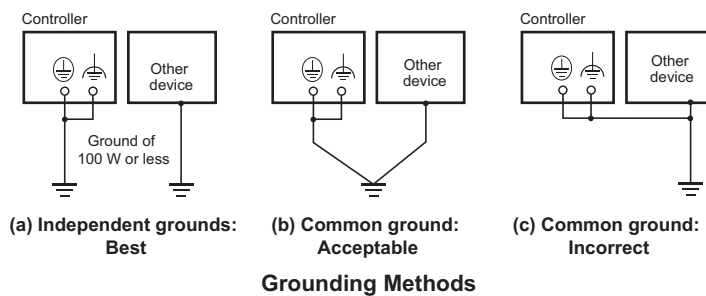 Controller
Other
device
Ground of
100 W or less
(a) Independent grounds:
Best
Controller
Other
device
(b) Common ground:
Acceptable
Controller
Other
device
(c) Common ground:
Incorrect
Grounding Methods